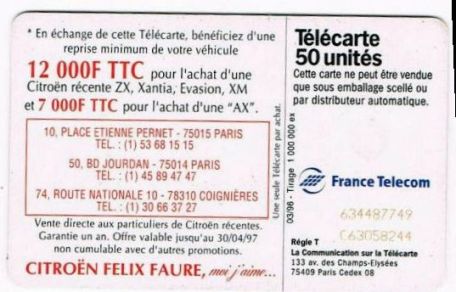 * En échange de cette Télécarte, bénéficiez d'une
reprise minimum de votre véhicule
12 000F TTC pour l'achat d'une
Citroën récente ZX, Xantia, Evasion, XM
et 7 000F TTC pour l'achat d'une "AX".
10, PLACE ETIENNE PERNET - 75015 PARIS
TEL. : (1) 53 68 15 15
50, BD JOURDAN - 75014 PARIS
TEL. : (1) 45 89 47 47
74, ROUTE NATIONALE 10 - 78310 COIGNIÈRES
TEL. : (1) 30 66 37 27
Vente directe aux particuliers de Citroën récentes.
Garantie un an. Offre valable jusqu'au 30/04/97
non cumulable avec d'autres promotions.
CITROËN FELIX FAURE, moi j'aime...
Une seule Télécarte par achat.
03/96 - Tirage 1 000 000 ex
Télécarte
50 unités
Cette carte ne peut être vendue
que sous emballage scellé ou
par distributeur automatique.
France Telecom
634487749
C63058244
Régie T
La Communication sur la Télécarte
133 av. des Champs-Elysées
75409 Paris Cedex 08